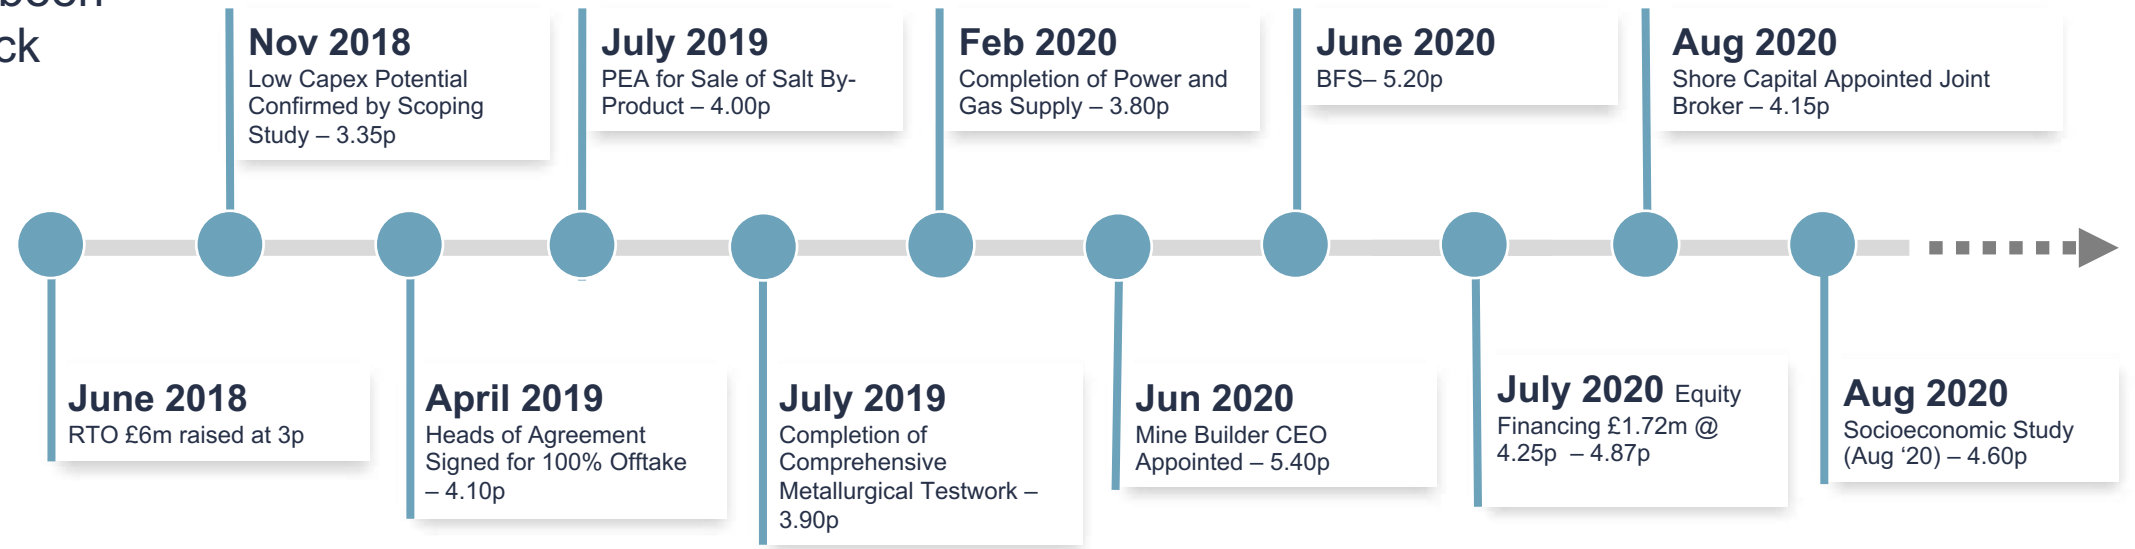 Nov 2018
Low Capex Potential
Confirmed by Scoping
Study – 3.35p
July 2019
PEA for Sale of Salt By-
Product – 4.00p
Feb 2020
Completion of Power and
Gas Supply – 3.80p
June 2020
BFS– 5.20p
Aug 2020
Shore Capital Appointed Joint
Broker – 4.15p
June 2018
RTO £6m raised at 3p
April 2019
Heads of Agreement
Signed for 100% Offtake
– 4.10p
July 2019
Completion of
Comprehensive
Metallurgical Testwork –
3.90p
Jun 2020
Mine Builder CEO
Appointed – 5.40p
July 2020 Equity
Financing £1.72m @
4.25p – 4.87p
Aug 2020
Socioeconomic Study
(Aug ‘20) – 4.60p